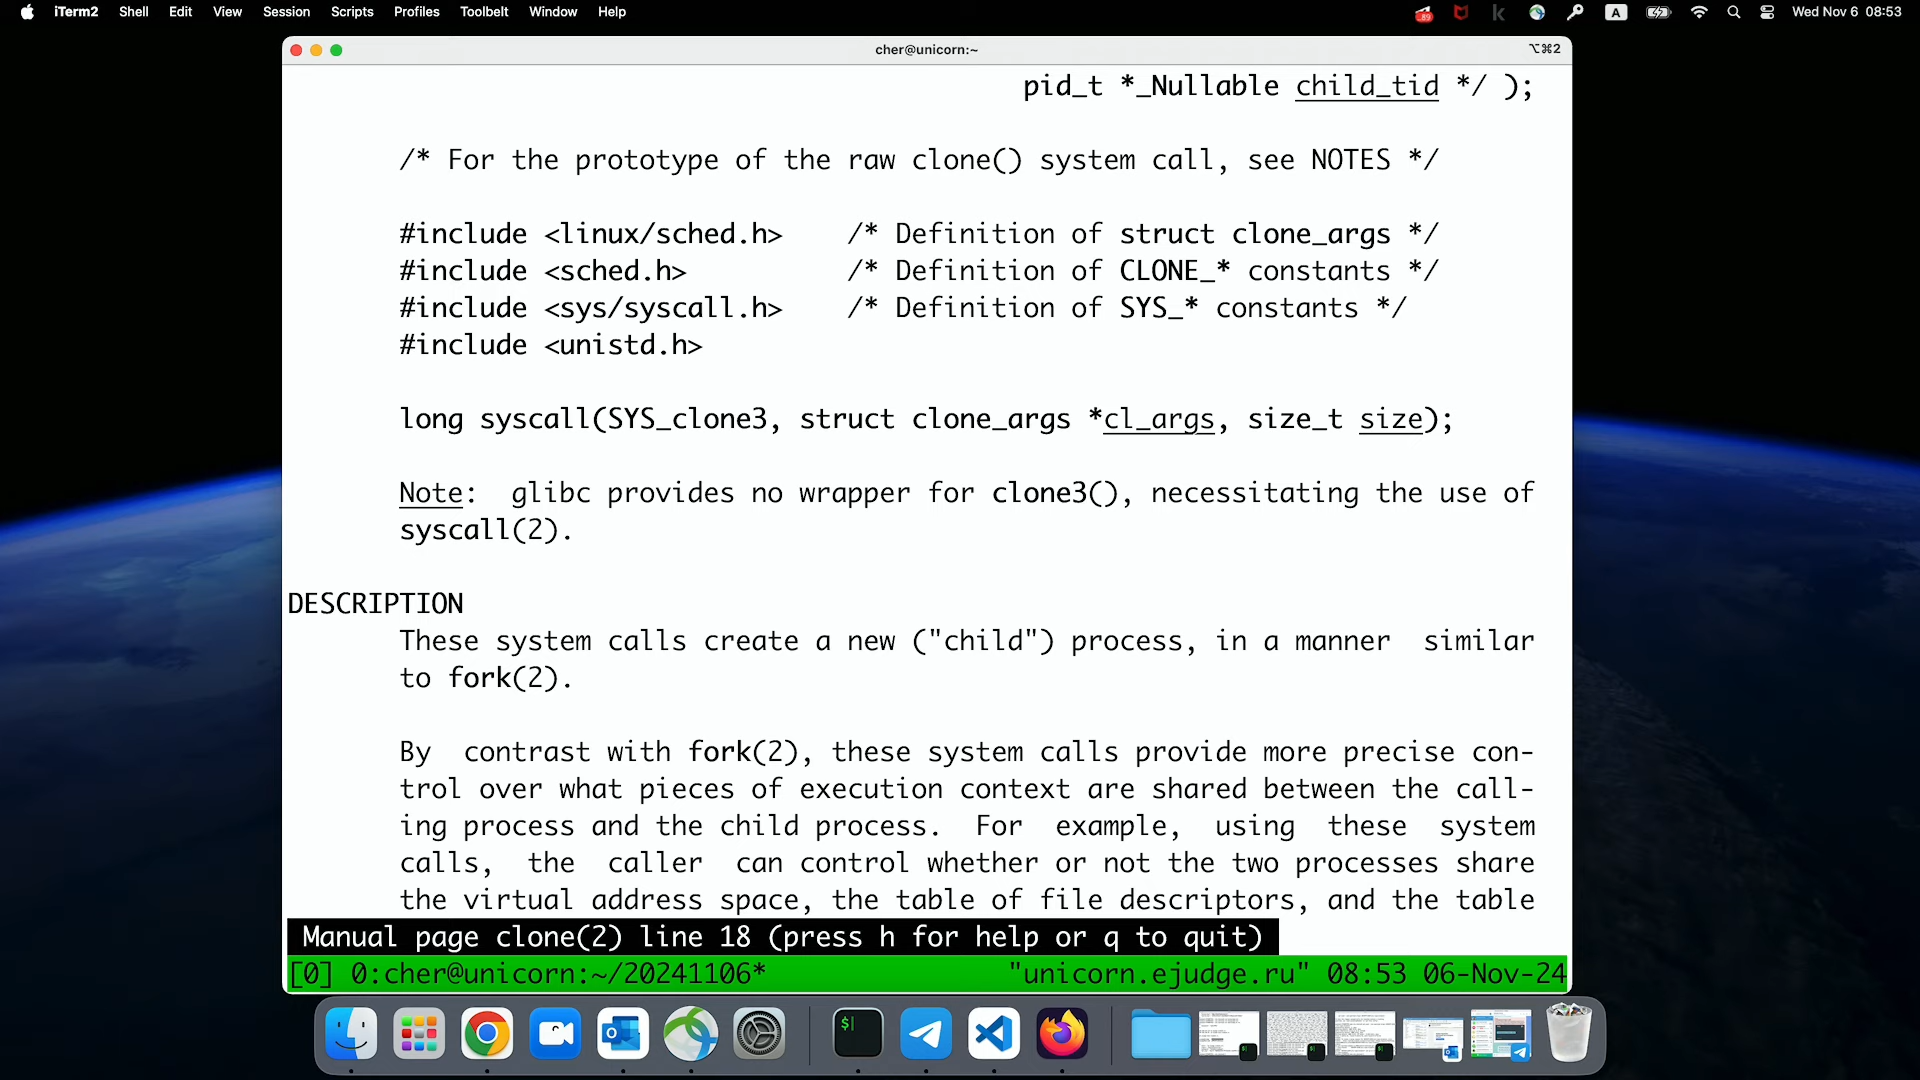 iTerm2 Shell Edit View Session Scripts Profiles Toolbelt Window Help A Wed Nov 6 08:53
cher@unicorn:~ ⌥⌘2
pid_t *_Nullable child_tid */ );
/* For the prototype of the raw clone() system call, see NOTES */
#include <linux/sched.h> /* Definition of struct clone_args */
#include <sched.h> /* Definition of CLONE_* constants */
#include <sys/syscall.h> /* Definition of SYS_* constants */
#include <unistd.h>
long syscall(SYS_clone3, struct clone_args *cl_args, size_t size);
Note: glibc provides no wrapper for clone3(), necessitating the use of
syscall(2).
DESCRIPTION
These system calls create a new ("child") process, in a manner similar
to fork(2).
By contrast with fork(2), these system calls provide more precise con-
trol over what pieces of execution context are shared between the call-
ing process and the child process. For example, using these system
calls, the caller can control whether or not the two processes share
the virtual address space, the table of file descriptors, and the table
Manual page clone(2) line 18 (press h for help or q to quit)
[0] 0:cher@unicorn:~/20241106* "unicorn.ejudge.ru" 08:53 06-Nov-24